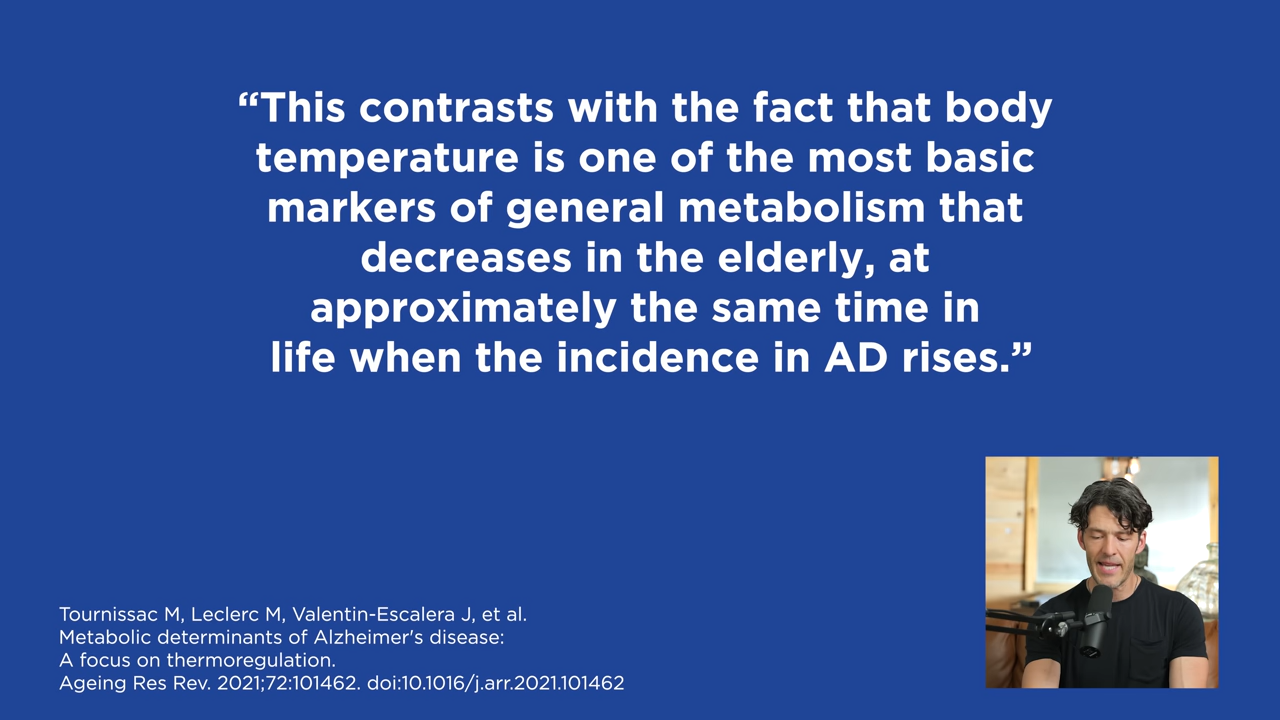 “This contrasts with the fact that body
temperature is one of the most basic
markers of general metabolism that
decreases in the elderly, at
approximately the same time in
life when the incidence in AD rises.”
Tournissac M, Leclerc M, Valentin-Escalera J, et al.
Metabolic determinants of Alzheimer's disease:
A focus on thermoregulation.
Ageing Res Rev. 2021;72:101462. doi:10.1016/j.arr.2021.101462